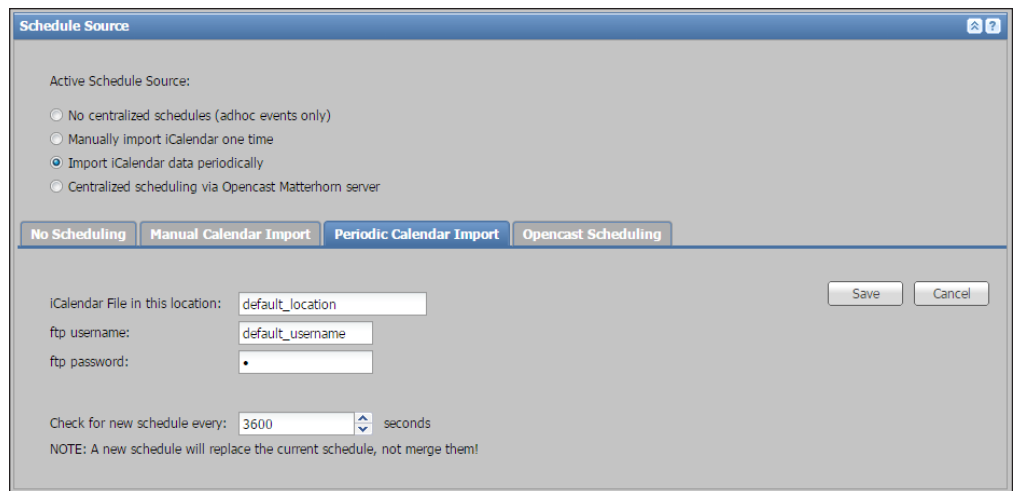 Schedule Source
Active Schedule Source:
No centralized schedules (adhoc events only)
Manually import iCalendar one time
Import iCalendar data periodically
Centralized scheduling via Opencast Matterhorn server
No Scheduling Manual Calendar Import Periodic Calendar Import Opencast Scheduling
iCalendar File in this location: default_location Save Cancel
ftp username: default_username
ftp password: •
Check for new schedule every: 3600 seconds
NOTE: A new schedule will replace the current schedule, not merge them!